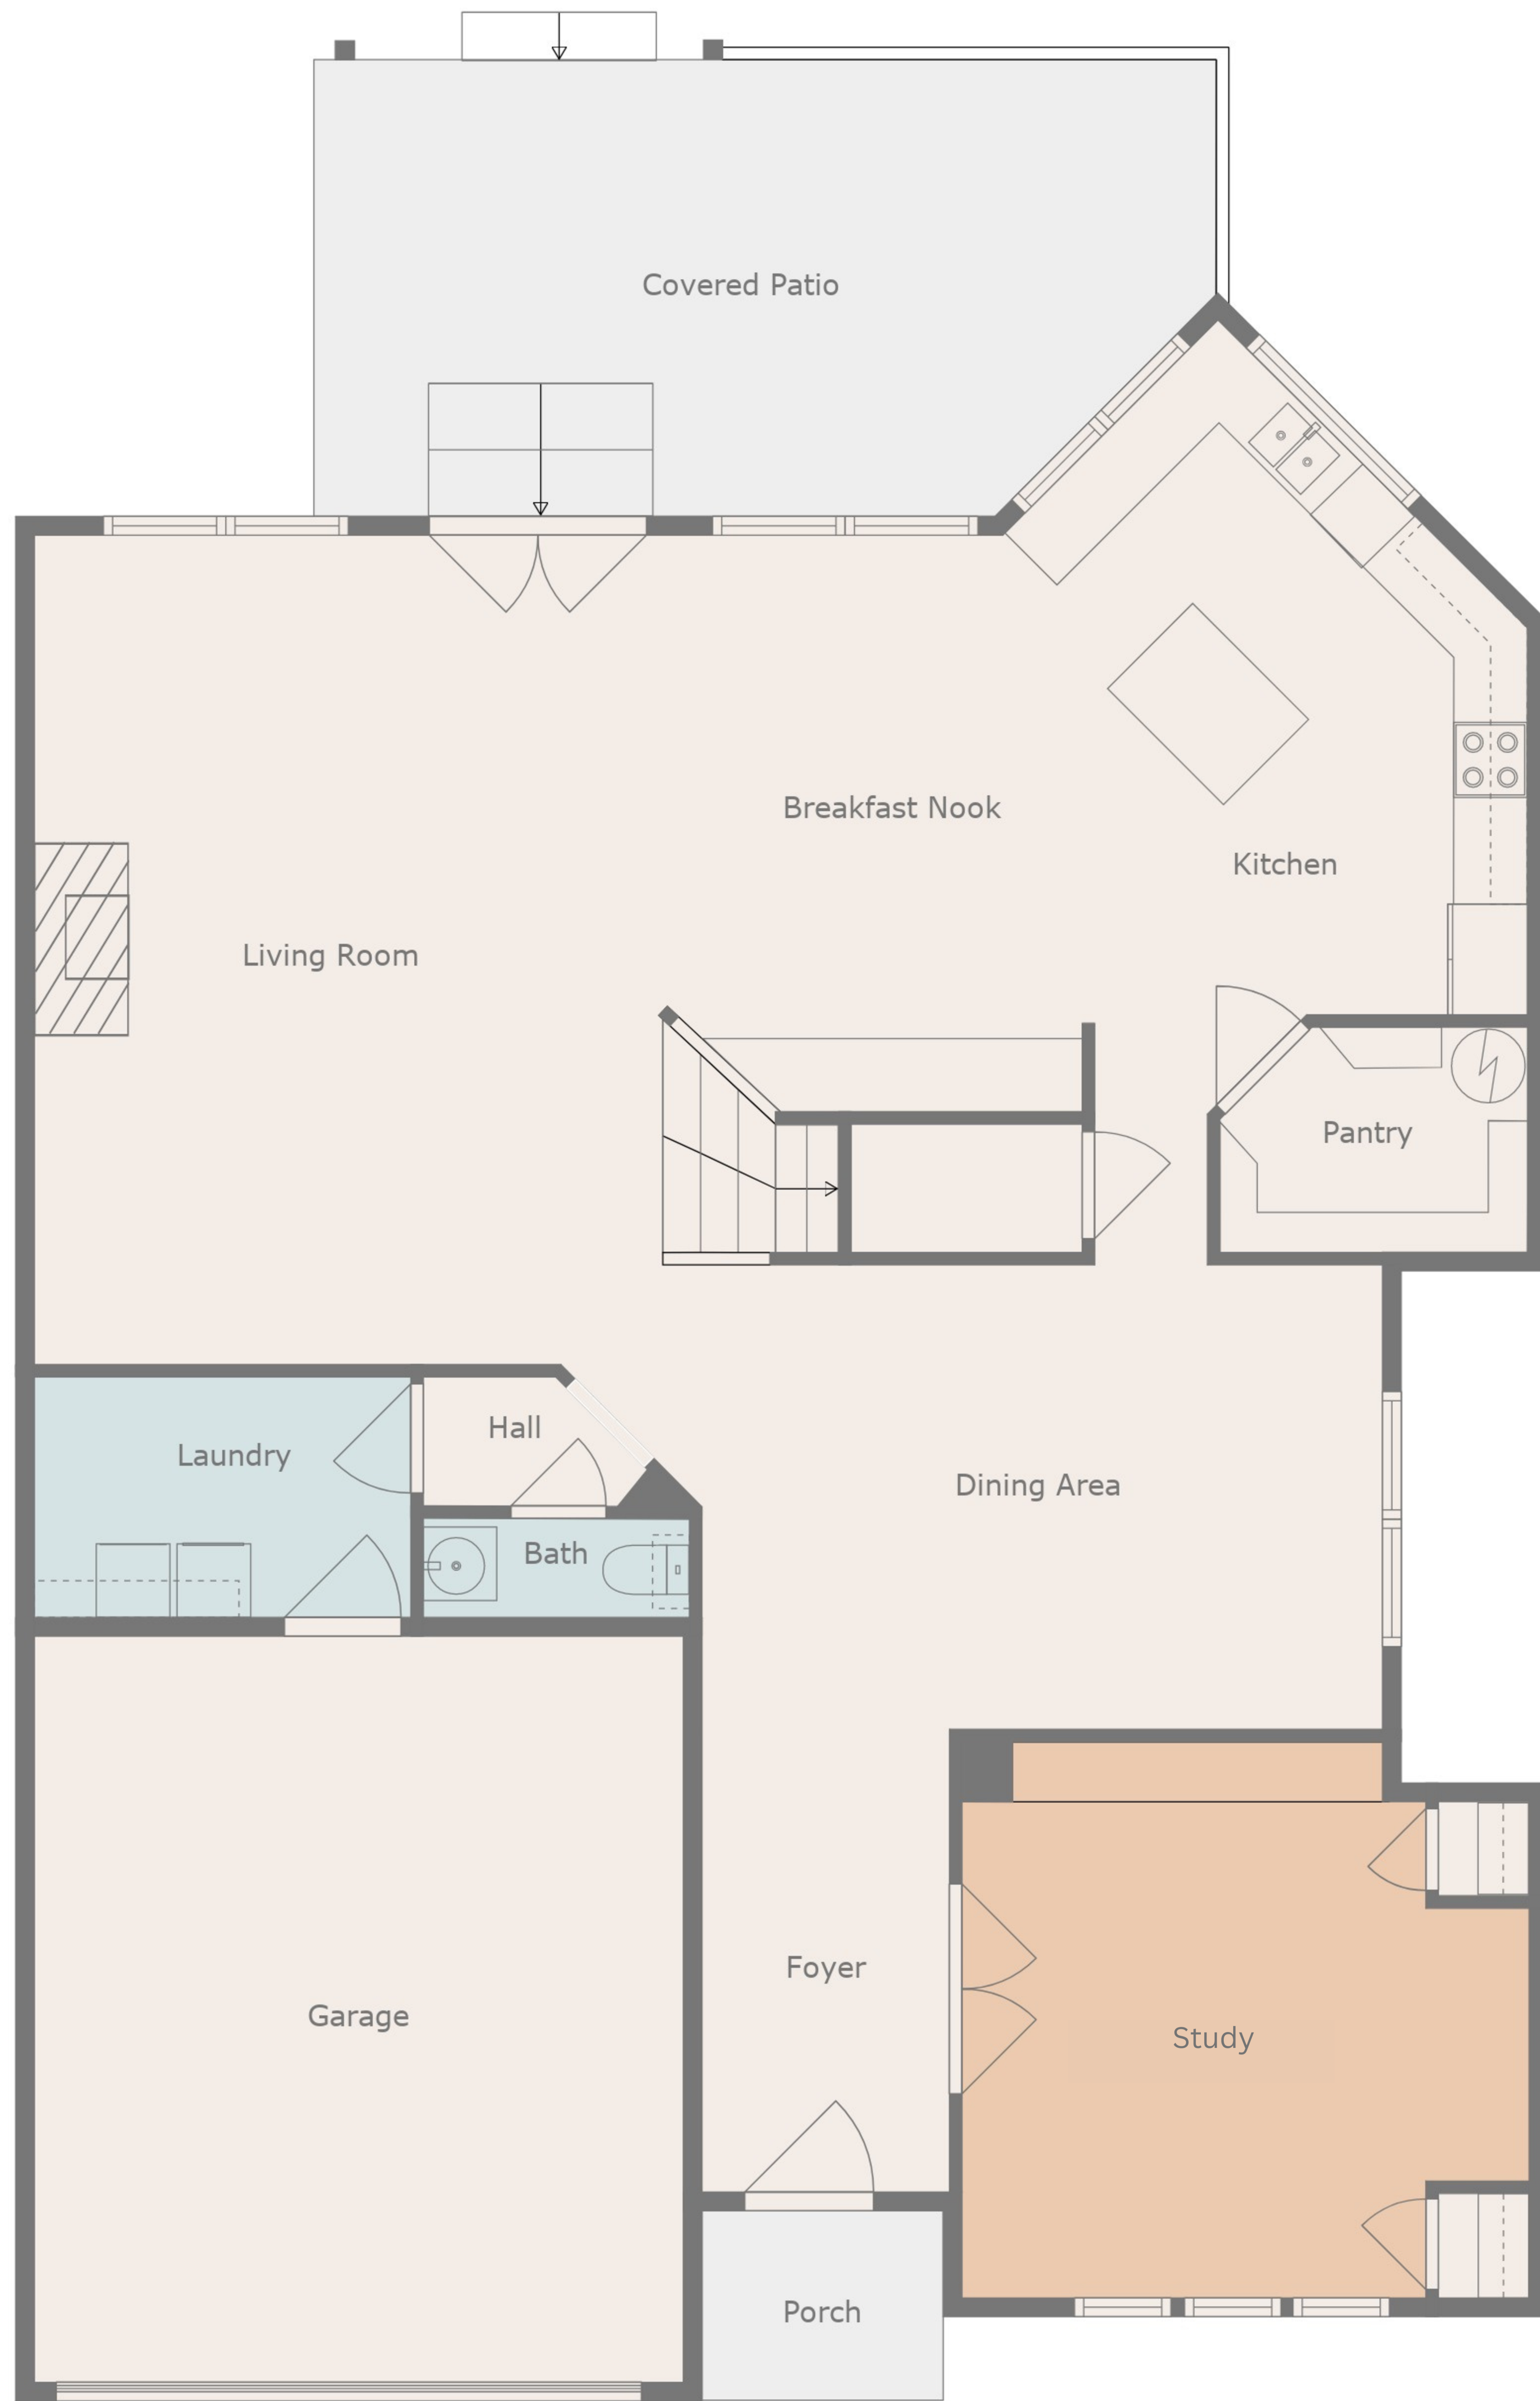 Covered Patio
Breakfast Nook
Kitchen
Living Room
Pantry
Hall
Laundry
Dining Area
Bath
Foyer
Garage
Study
Porch